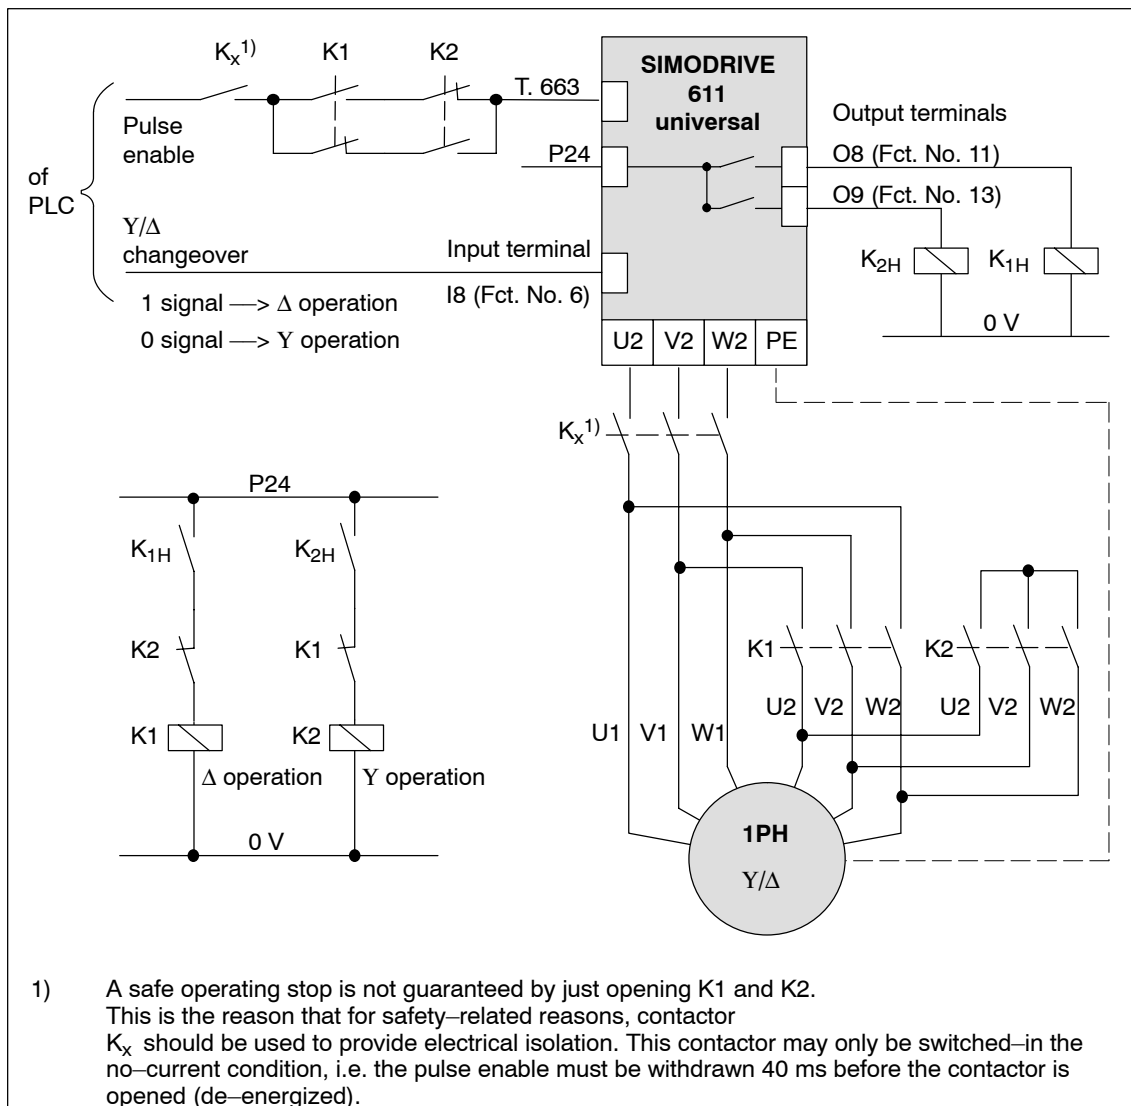 Kx1) K1 K2
T. 663
SIMODRIVE
611
universal
Pulse
enable
P24
Output terminals
O8 (Fct. No. 11)
O9 (Fct. No. 13)
of
PLC
Y/Δ
changeover
Input terminal
I8 (Fct. No. 6)
K2H K1H
1 signal —> Δ operation
0 signal —> Y operation
0 V
U2 V2 W2 PE
Kx1)
P24
K1H K2H
K2 K1
K1 K2
Δ operation Y operation
0 V
K1 K2
U2 V2 W2 U2 V2 W2
U1 V1 W1
1PH
Y/Δ
1) A safe operating stop is not guaranteed by just opening K1 and K2.
This is the reason that for safety–related reasons, contactor
Kx should be used to provide electrical isolation. This contactor may only be switched–in the
no–current condition, i.e. the pulse enable must be withdrawn 40 ms before the contactor is
opened (de–energized).